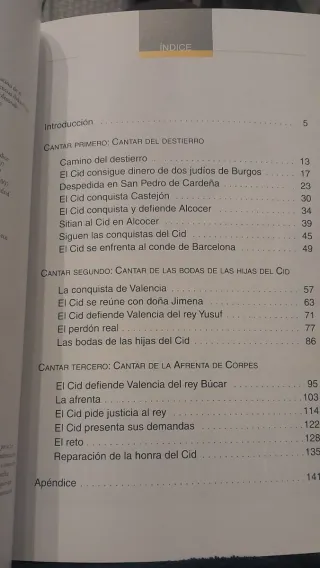 ÍNDICE
Introducción . . . . . . . . . . 5
CANTAR PRIMERO: CANTAR DEL DESTIERRO
Camino del destierro . . . . . . . . . . 13
El Cid consigue dinero de dos judíos de Burgos . . . . . . . . . . 17
Despedida en San Pedro de Cardeña . . . . . . . . . . 23
El Cid conquista Castejón . . . . . . . . . . 30
El Cid conquista y defiende Alcocer . . . . . . . . . . 34
Sitian al Cid en Alcocer . . . . . . . . . . 39
Siguen las conquistas del Cid . . . . . . . . . . 45
El Cid se enfrenta al conde de Barcelona . . . . . . . . . . 49
CANTAR SEGUNDO: CANTAR DE LAS BODAS DE LAS HIJAS DEL CID
La conquista de Valencia . . . . . . . . . . 57
El Cid se reúne con doña Jimena . . . . . . . . . . 63
El Cid defiende Valencia del rey Yusuf . . . . . . . . . . 71
El perdón real . . . . . . . . . . 77
Las bodas de las hijas del Cid . . . . . . . . . . 86
CANTAR TERCERO: CANTAR DE LA AFRENTA DE CORPES
El Cid defiende Valencia del rey Búcar . . . . . . . . . . 95
La afrenta . . . . . . . . . . 103
El Cid pide justicia al rey . . . . . . . . . . 114
El Cid presenta sus demandas . . . . . . . . . . 122
El reto . . . . . . . . . . 128
Reparación de la honra del Cid . . . . . . . . . . 135
Apéndice . . . . . . . . . . 141